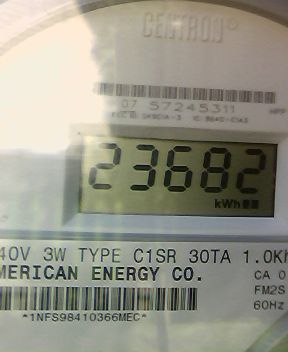 CENTRON®
07 57245311
23682
kWh
40V 3W TYPE C1SR 30TA 1.0Kh
MERICAN ENERGY CO.
CA 0
FM2S
60Hz
*1NFS98410366MEC*